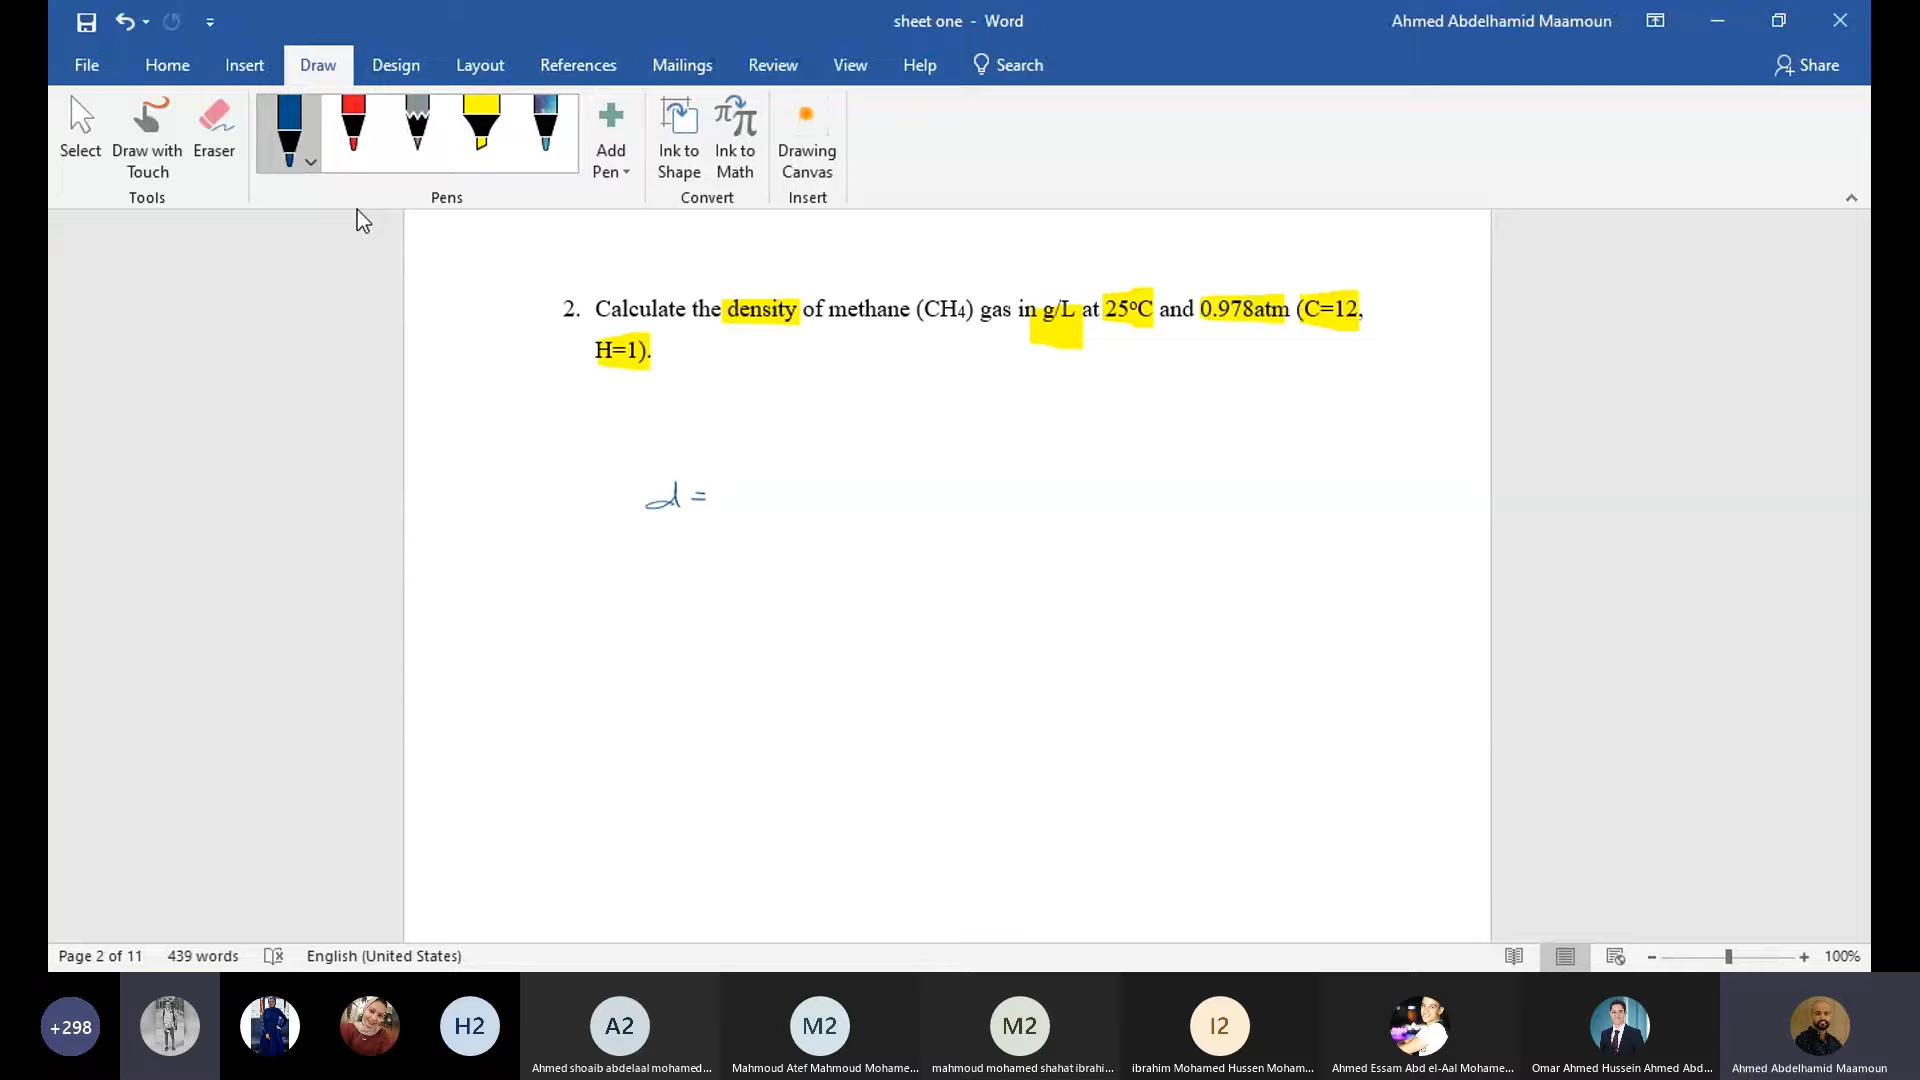 sheet one - Word
Ahmed Abdelhamid Maamoun
File Home Insert Draw Design Layout References Mailings Review View Help Search Share
Select
Draw with Touch
Eraser
Add Pen
Ink to Shape
Ink to Math
Drawing Canvas
Tools
Pens
Convert
Insert
2. Calculate the density of methane (CH₄) gas in g/L at 25ᵒC and 0.978atm (C=12,
H=1).
d =
Page 2 of 11 439 words English (United States) 100%
+298
H2
A2
M2
M2
I2
Ahmed shoaib abdelaal mohamed...
Mahmoud Atef Mahmoud Mohame...
mahmoud mohamed shahat ibrahi...
ibrahim Mohamed Hussen Moham...
Ahmed Essam Abd el-Aal Mohame...
Omar Ahmed Hussein Ahmed Abd...
Ahmed Abdelhamid Maamoun